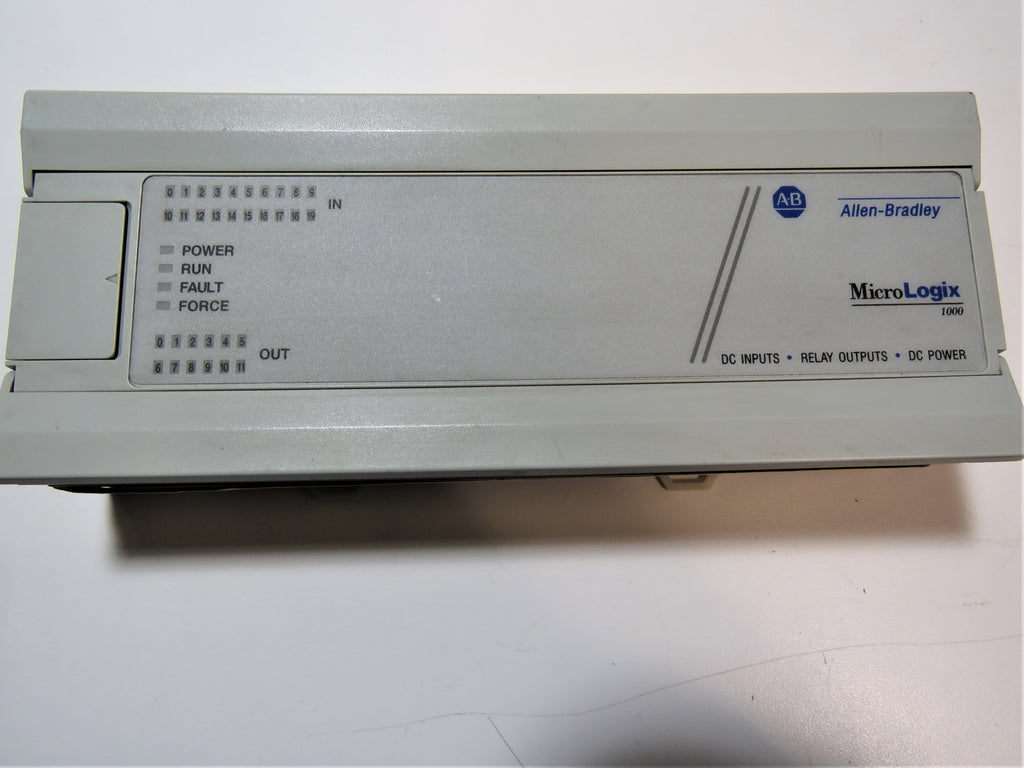 0 1 2 3 4 5 6 7 8 9
IN
10 11 12 13 14 15 16 17 18 19
POWER
RUN
FAULT
FORCE
0 1 2 3 4 5
OUT
6 7 8 9 10 11
A-B
Allen-Bradley
MicroLogix
1000
DC INPUTS • RELAY OUTPUTS • DC POWER